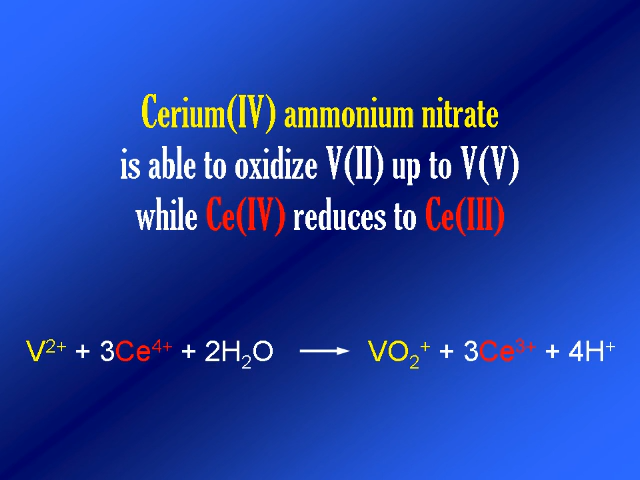 Cerium(IV) ammonium nitrate
is able to oxidize V(II) up to V(V)
while Ce(IV) reduces to Ce(III)
V²⁺ + 3Ce⁴⁺ + 2H₂O ⟶ VO₂⁺ + 3Ce³⁺ + 4H⁺